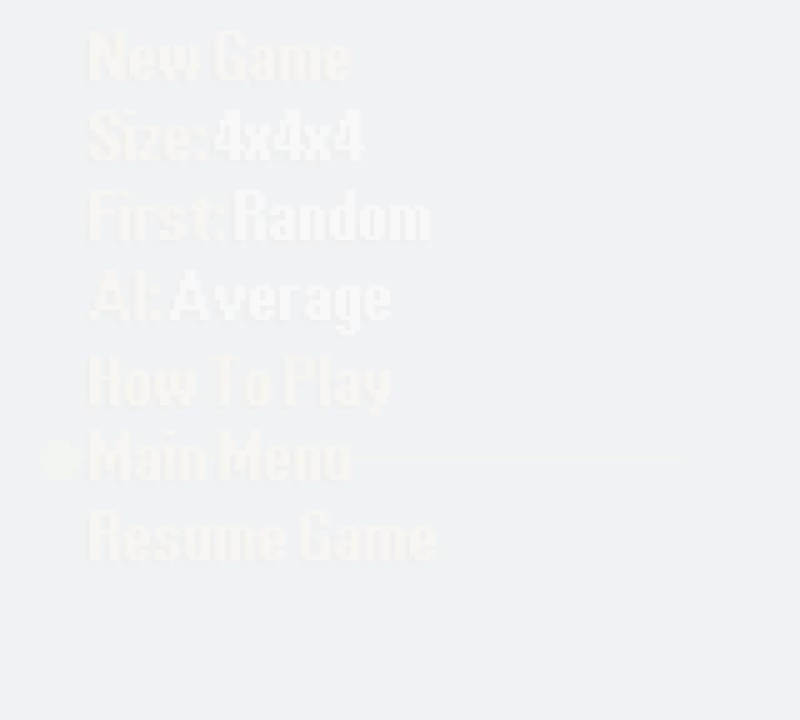 New Game
Size:4x4x4
First:Random
AI:Average
How To Play
Main Menu
Resume Game